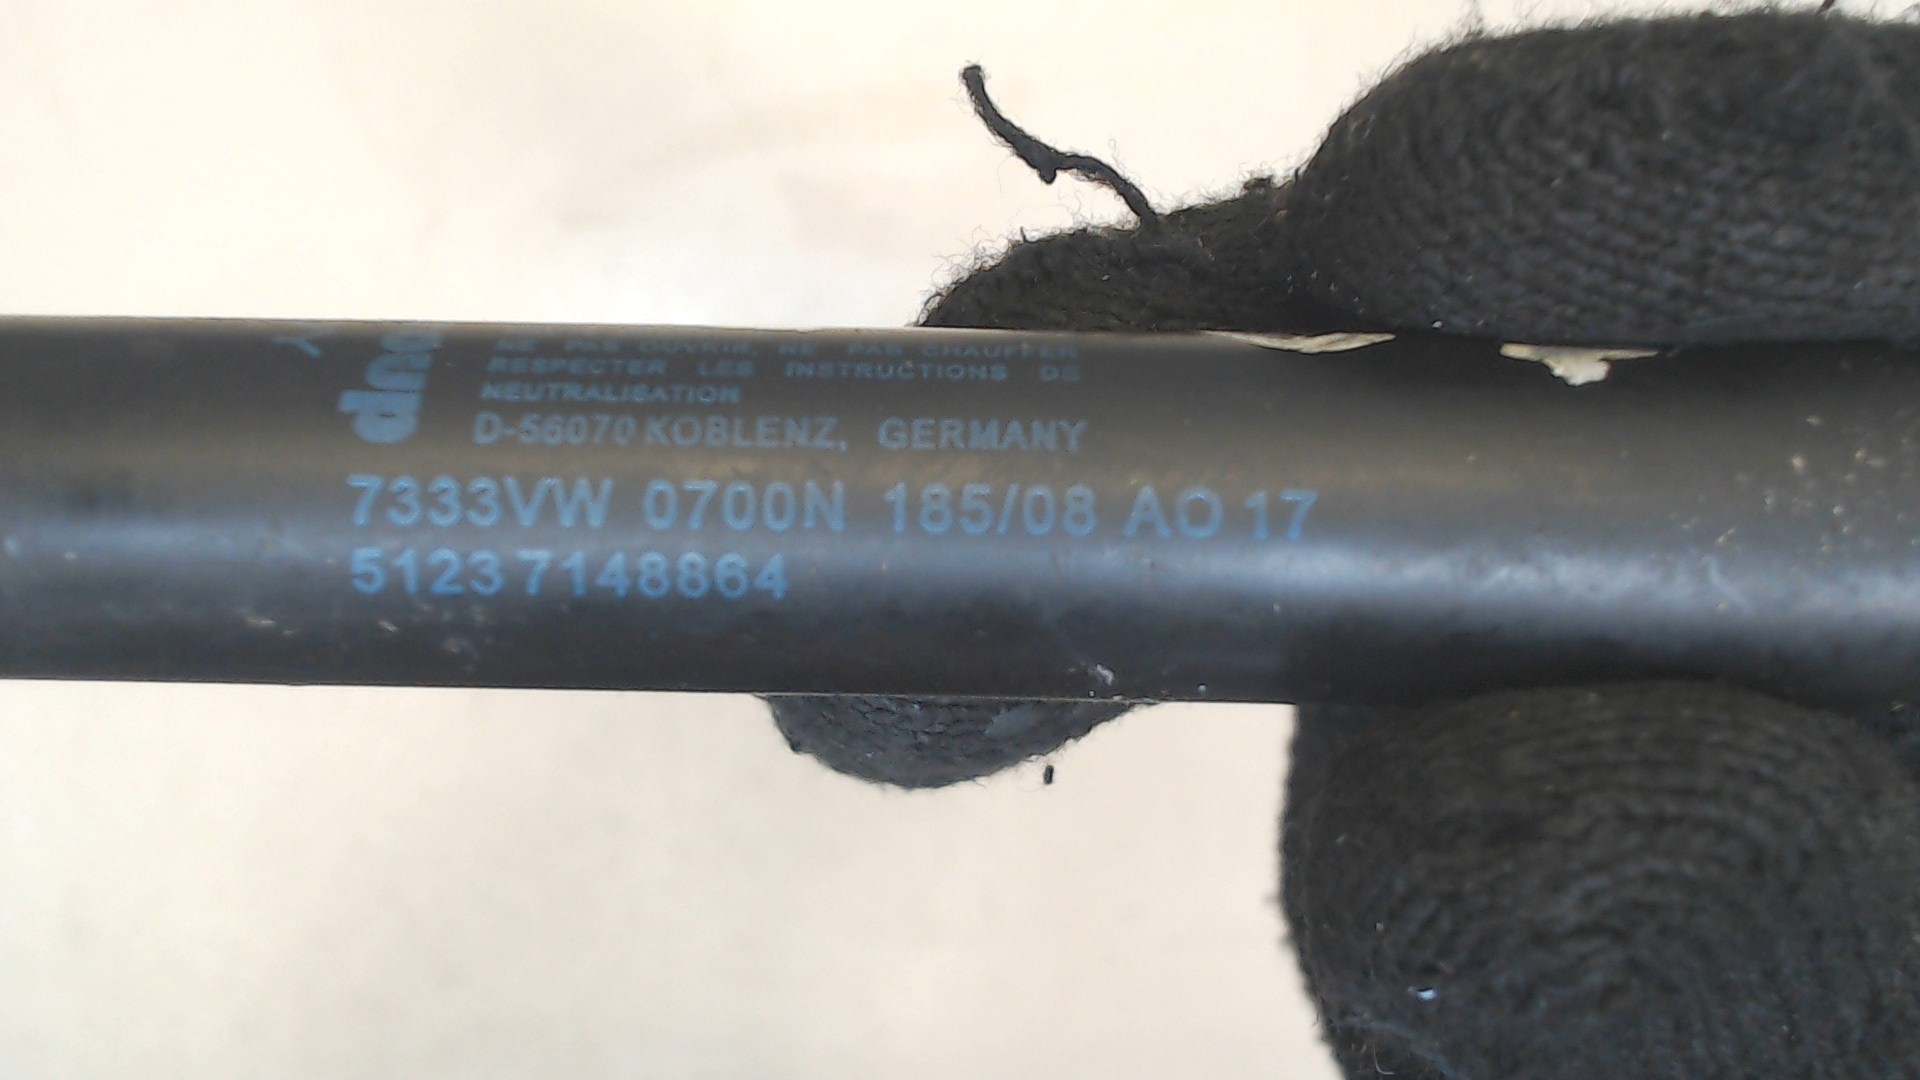 NE PAS OUVRIR, NE PAS CHAUFFER
RESPECTER LES INSTRUCTIONS DE
NEUTRALISATION
D-56070 KOBLENZ, GERMANY
7333VW 0700N 185/08 AO 17
51237148864